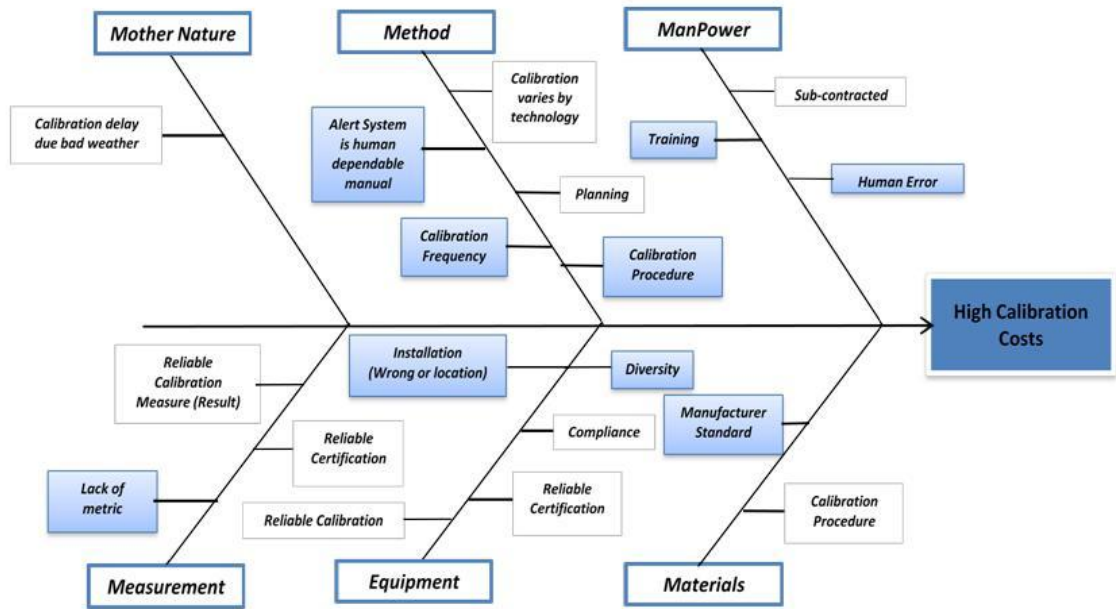 Mother Nature
Method
ManPower
Calibration delay
due bad weather
Calibration
varies by
technology
Alert System
is human
dependable
manual
Planning
Calibration
Frequency
Calibration
Procedure
Sub-contracted
Training
Human Error
High Calibration
Costs
Reliable
Calibration
Measure (Result)
Reliable
Certification
Lack of
metric
Installation
(Wrong or location)
Diversity
Compliance
Reliable
Certification
Reliable Calibration
Manufacturer
Standard
Calibration
Procedure
Measurement
Equipment
Materials